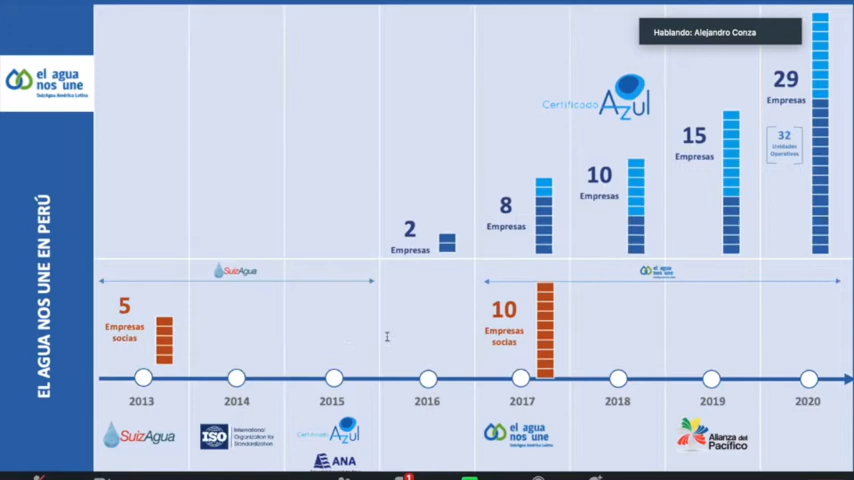 Hablando: Alejandro Conza
el agua
nos une
SuizAgua América Latina
EL AGUA NOS UNE EN PERÚ
Certificado
Azul
2
Empresas
8
Empresas
10
Empresas
15
Empresas
29
Empresas
32
Unidades
Operativas
SuizAgua
el agua
nos une
5
Empresas
socias
10
Empresas
socias
2013
2014
2015
2016
2017
2018
2019
2020
SuizAgua
ISO
International
Organization for
Standardization
Certificado
Azul
ANA
el agua
nos une
SuizAgua América Latina
Alianza del
Pacífico
1